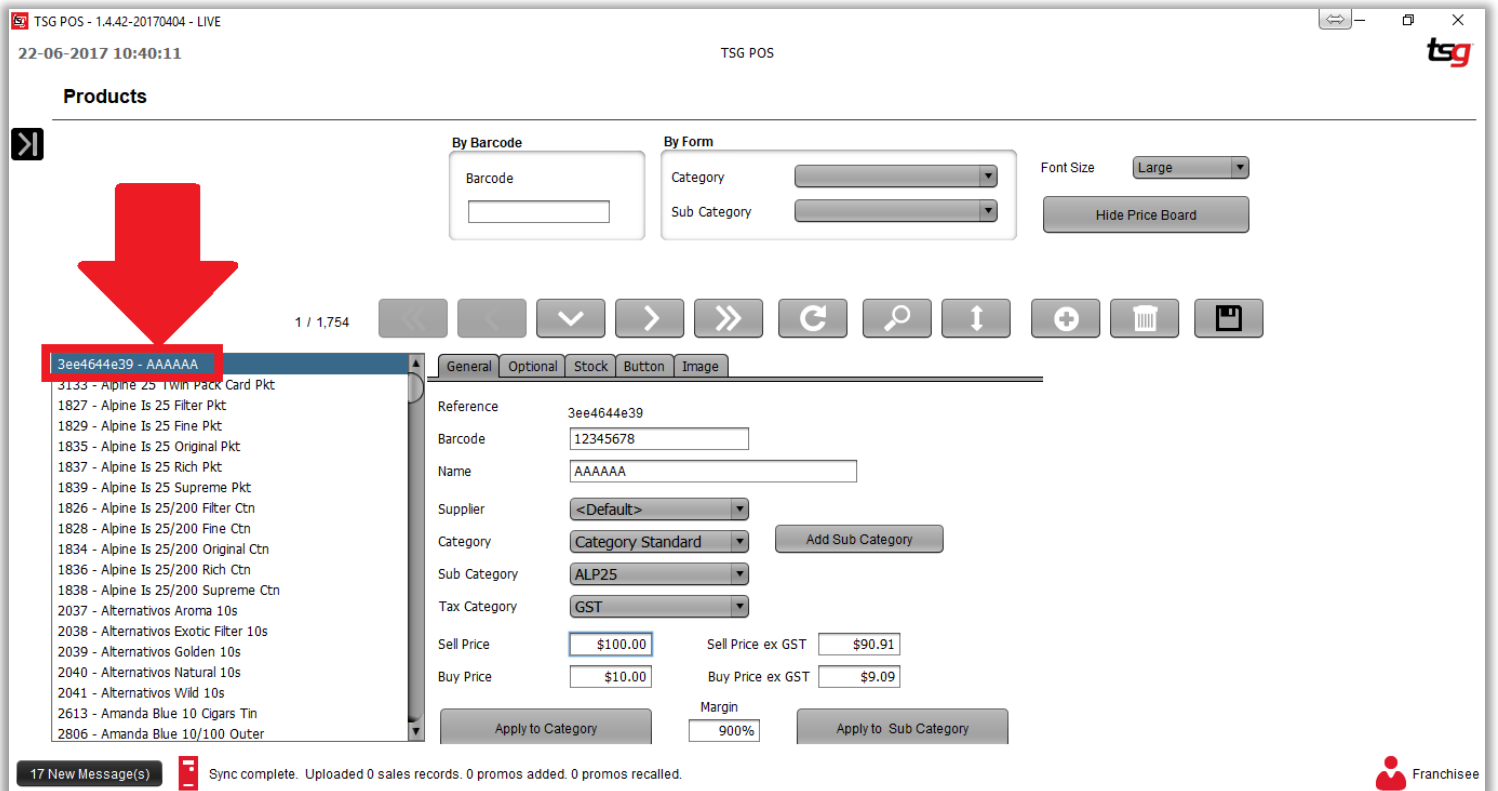 TSG POS - 1.4.42-20170404 - LIVE
22-06-2017 10:40:11
TSG POS
tsg
Products
By Barcode
Barcode
By Form
Category
Sub Category
Font Size Large
Hide Price Board
1 / 1,754
3ee4644e39 - AAAAAA
3133 - Alpine 25 Twin Pack Card Pkt
1827 - Alpine Is 25 Filter Pkt
1829 - Alpine Is 25 Fine Pkt
1835 - Alpine Is 25 Original Pkt
1837 - Alpine Is 25 Rich Pkt
1839 - Alpine Is 25 Supreme Pkt
1826 - Alpine Is 25/200 Filter Ctn
1828 - Alpine Is 25/200 Fine Ctn
1834 - Alpine Is 25/200 Original Ctn
1836 - Alpine Is 25/200 Rich Ctn
1838 - Alpine Is 25/200 Supreme Ctn
2037 - Alternativos Aroma 10s
2038 - Alternativos Exotic Filter 10s
2039 - Alternativos Golden 10s
2040 - Alternativos Natural 10s
2041 - Alternativos Wild 10s
2613 - Amanda Blue 10 Cigars Tin
2806 - Amanda Blue 10/100 Outer
General Optional Stock Button Image
Reference 3ee4644e39
Barcode 12345678
Name AAAAAA
Supplier <Default>
Category Category Standard Add Sub Category
Sub Category ALP25
Tax Category GST
Sell Price $100.00 Sell Price ex GST $90.91
Buy Price $10.00 Buy Price ex GST $9.09
Margin
Apply to Category 900% Apply to Sub Category
17 New Message(s) Sync complete. Uploaded 0 sales records. 0 promos added. 0 promos recalled. Franchisee